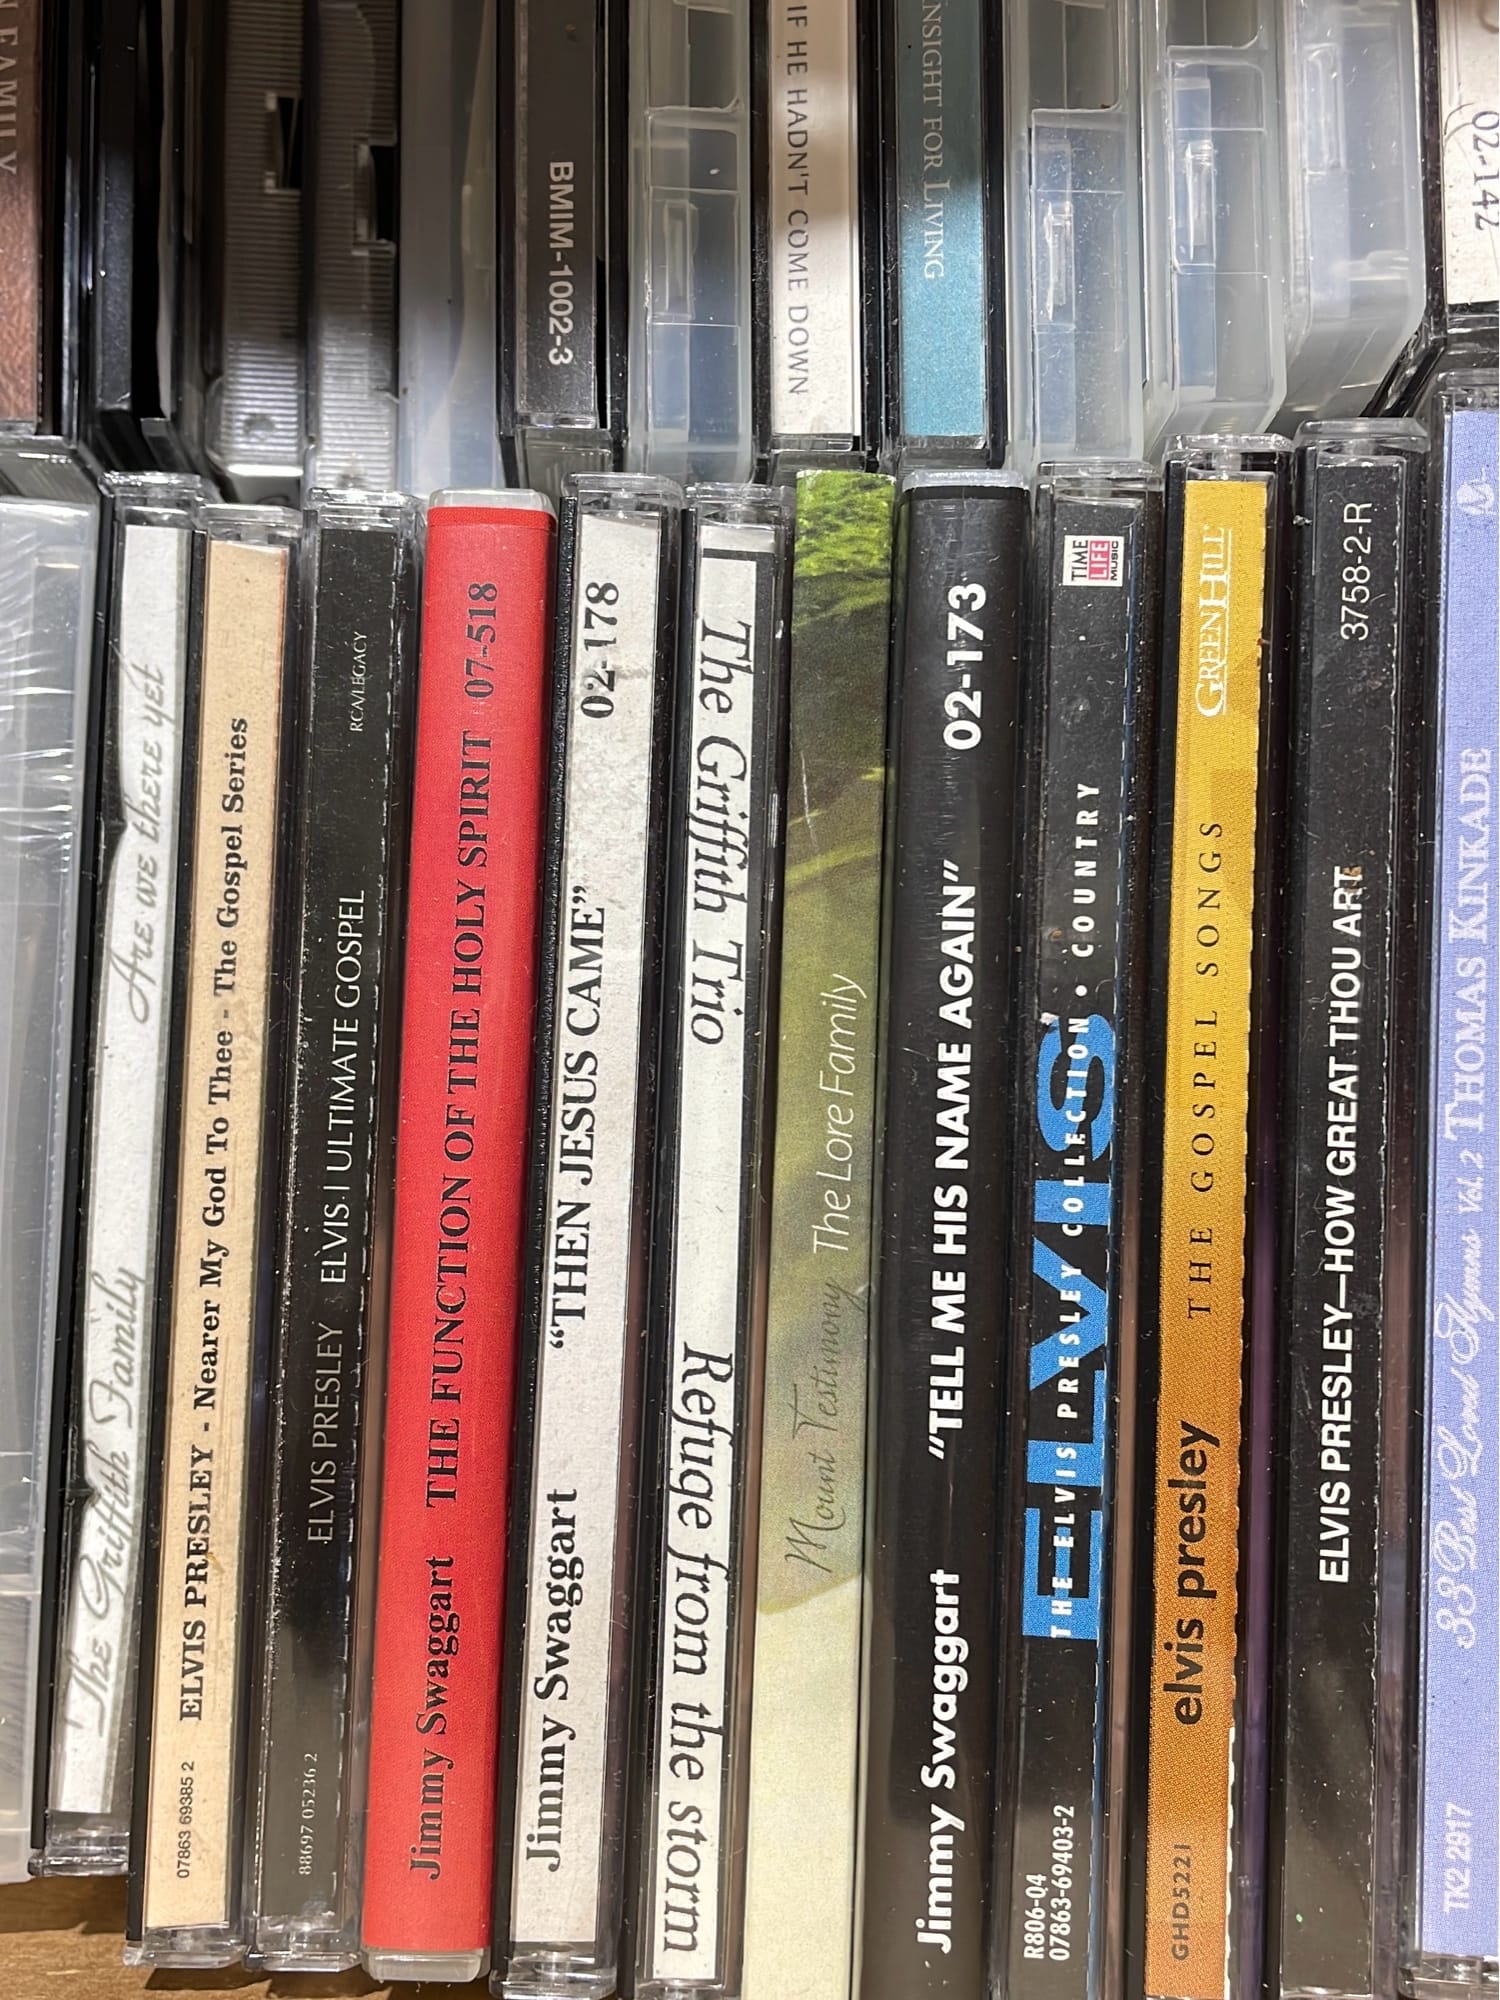 FAMILY
BMIM-1002-3
IF HE HADN'T COME DOWN
INSIGHT FOR LIVING
02-142
The Griffith Family Are we there yet
07863 69385 2 ELVIS PRESLEY - Nearer My God To Thee - The Gospel Series
88697 05236 2 ELVIS PRESLEY ELVIS | ULTIMATE GOSPEL RCA/LEGACY
Jimmy Swaggart THE FUNCTION OF THE HOLY SPIRIT 07-518
Jimmy Swaggart “THEN JESUS CAME” 02-178
Refuge from the storm The Griffith Trio
Mount Testimony The Lore Family
Jimmy Swaggart “TELL ME HIS NAME AGAIN” 02-173
R806-04
07863-69403-2
ELVIS
THE ELVIS PRESLEY COLLECTION • COUNTRY
TIME
LIFE
MUSIC
GHD5221 elvis presley THE GOSPEL SONGS GREENHILL
ELVIS PRESLEY—HOW GREAT THOU ART 3758-2-R
TK2 2917 33 Best Loved Hymns Vol. 2 THOMAS KINKADE